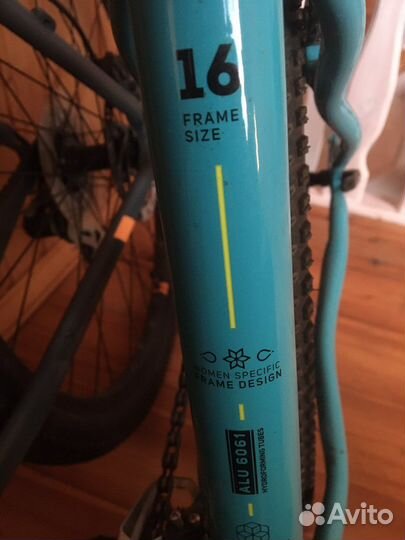 16
FRAME
SIZE
WOMEN SPECIFIC
FRAME DESIGN
ALU 6061
HYDROFORMING TUBES
Avito